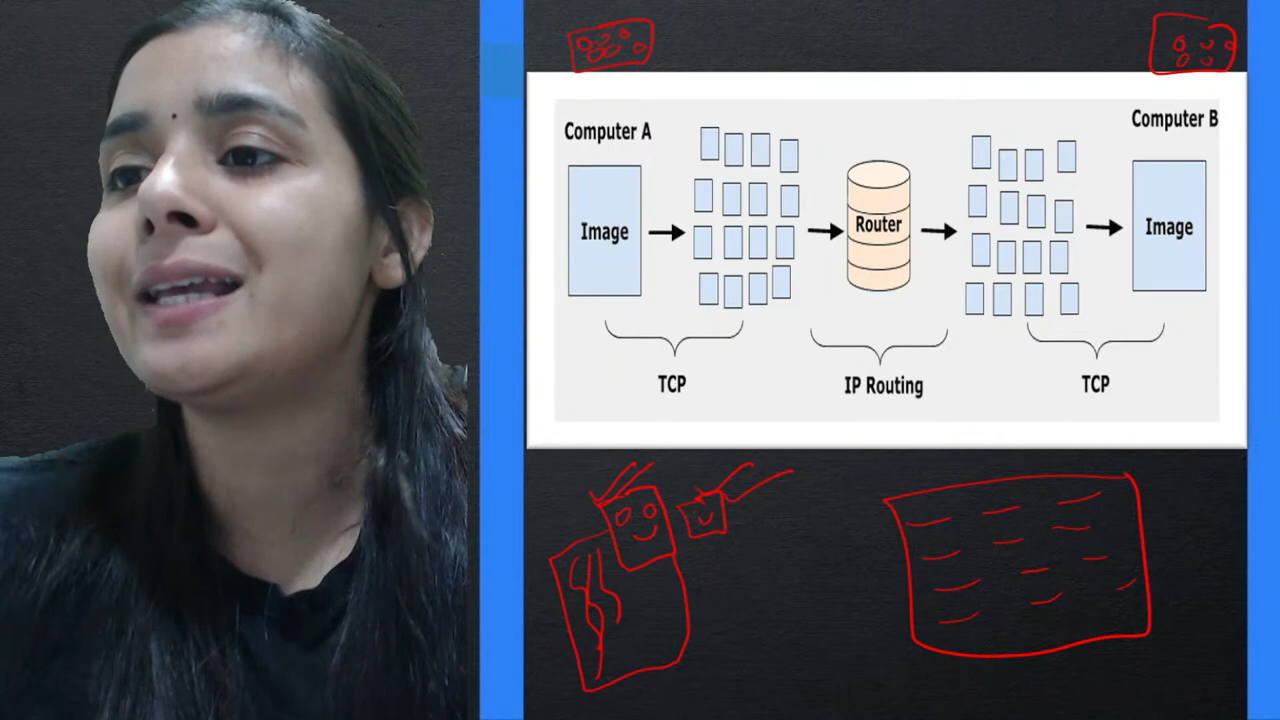 Computer A
Computer B
Image
Router
Image
TCP
IP Routing
TCP